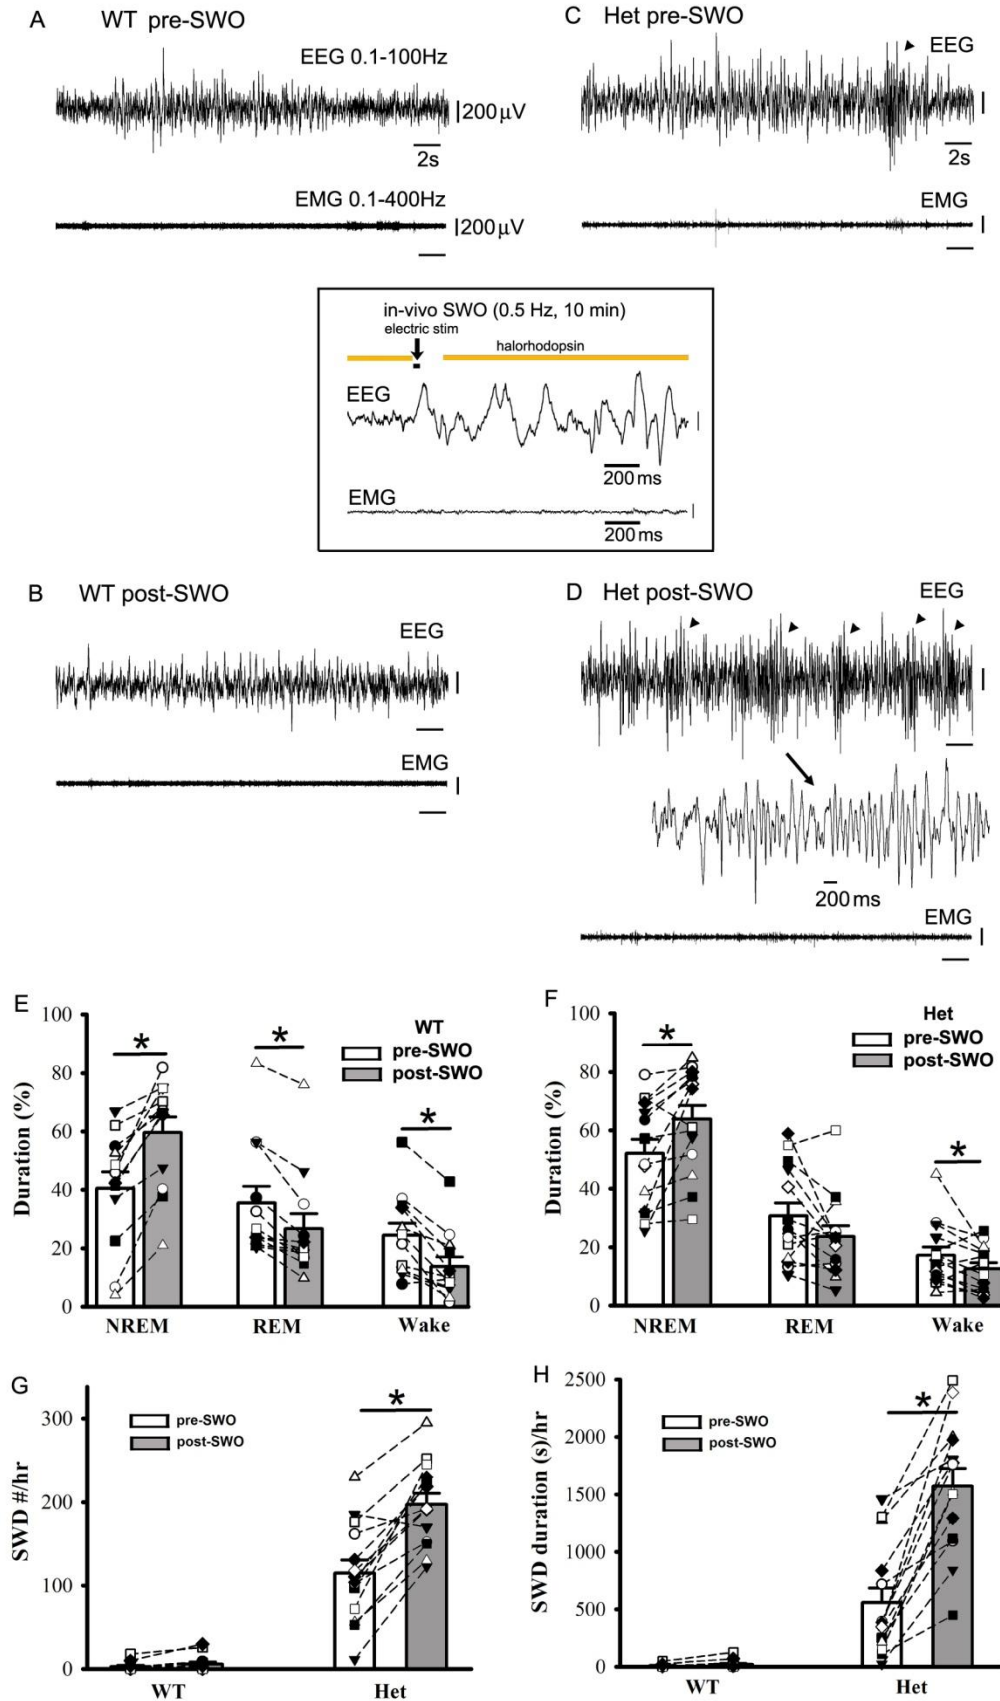 A WT pre-SWO
EEG 0.1-100Hz
200 µV
2s
EMG 0.1-400Hz
200 µV
C Het pre-SWO
EEG
2s
EMG
in-vivo SWO (0.5 Hz, 10 min)
electric stim
halorhodopsin
EEG
200 ms
EMG
200 ms
B WT post-SWO
EEG
EMG
D Het post-SWO
EEG
200 ms
EMG
E
Duration (%)
100
80
60
40
20
0
*
*
*
WT
pre-SWO
post-SWO
NREM REM Wake
F
Duration (%)
100
80
60
40
20
0
*
*
Het
pre-SWO
post-SWO
NREM REM Wake
G
SWD #/hr
300
200
100
0
pre-SWO
post-SWO
*
WT Het
H
SWD duration (s)/hr
2500
2000
1500
1000
500
0
pre-SWO
post-SWO
*
WT Het